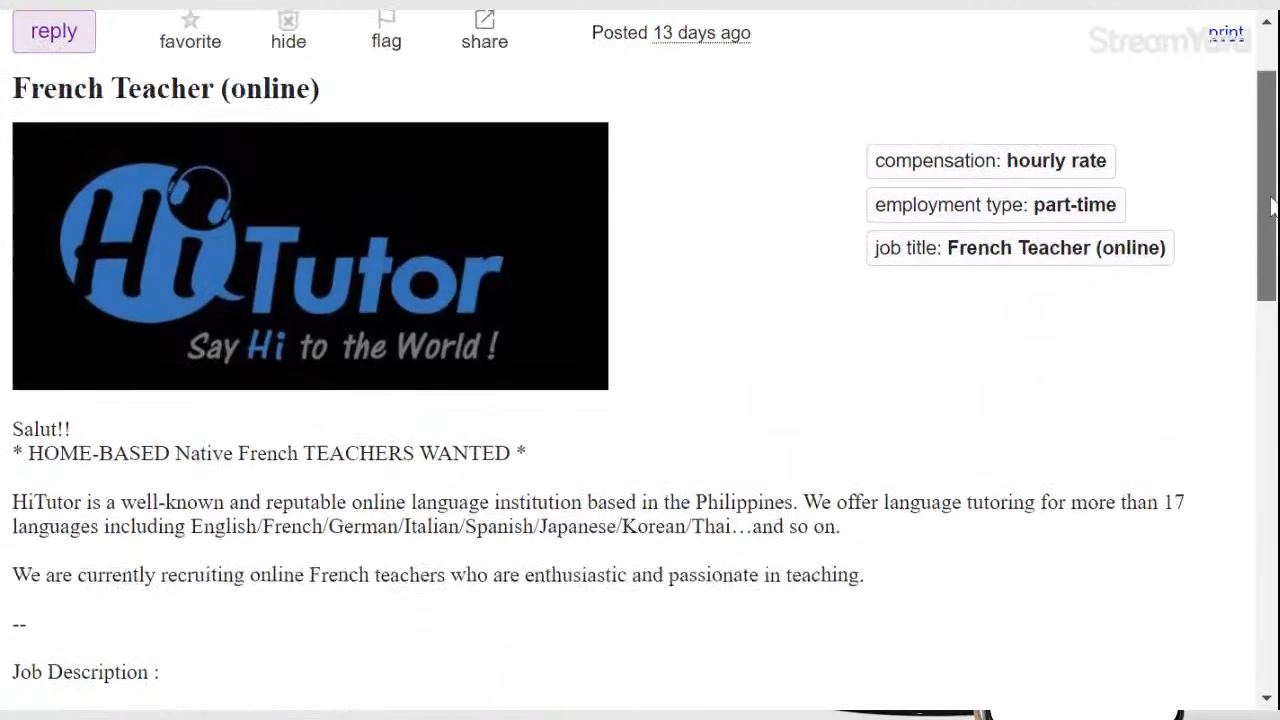 reply
favorite
hide
flag
share
Posted 13 days ago
print
StreamYard
French Teacher (online)
Hi Tutor
Say Hi to the World !
compensation: hourly rate
employment type: part-time
job title: French Teacher (online)
Salut!!
* HOME-BASED Native French TEACHERS WANTED *
HiTutor is a well-known and reputable online language institution based in the Philippines. We offer language tutoring for more than 17
languages including English/French/German/Italian/Spanish/Japanese/Korean/Thai…and so on.
We are currently recruiting online French teachers who are enthusiastic and passionate in teaching.
--
Job Description :